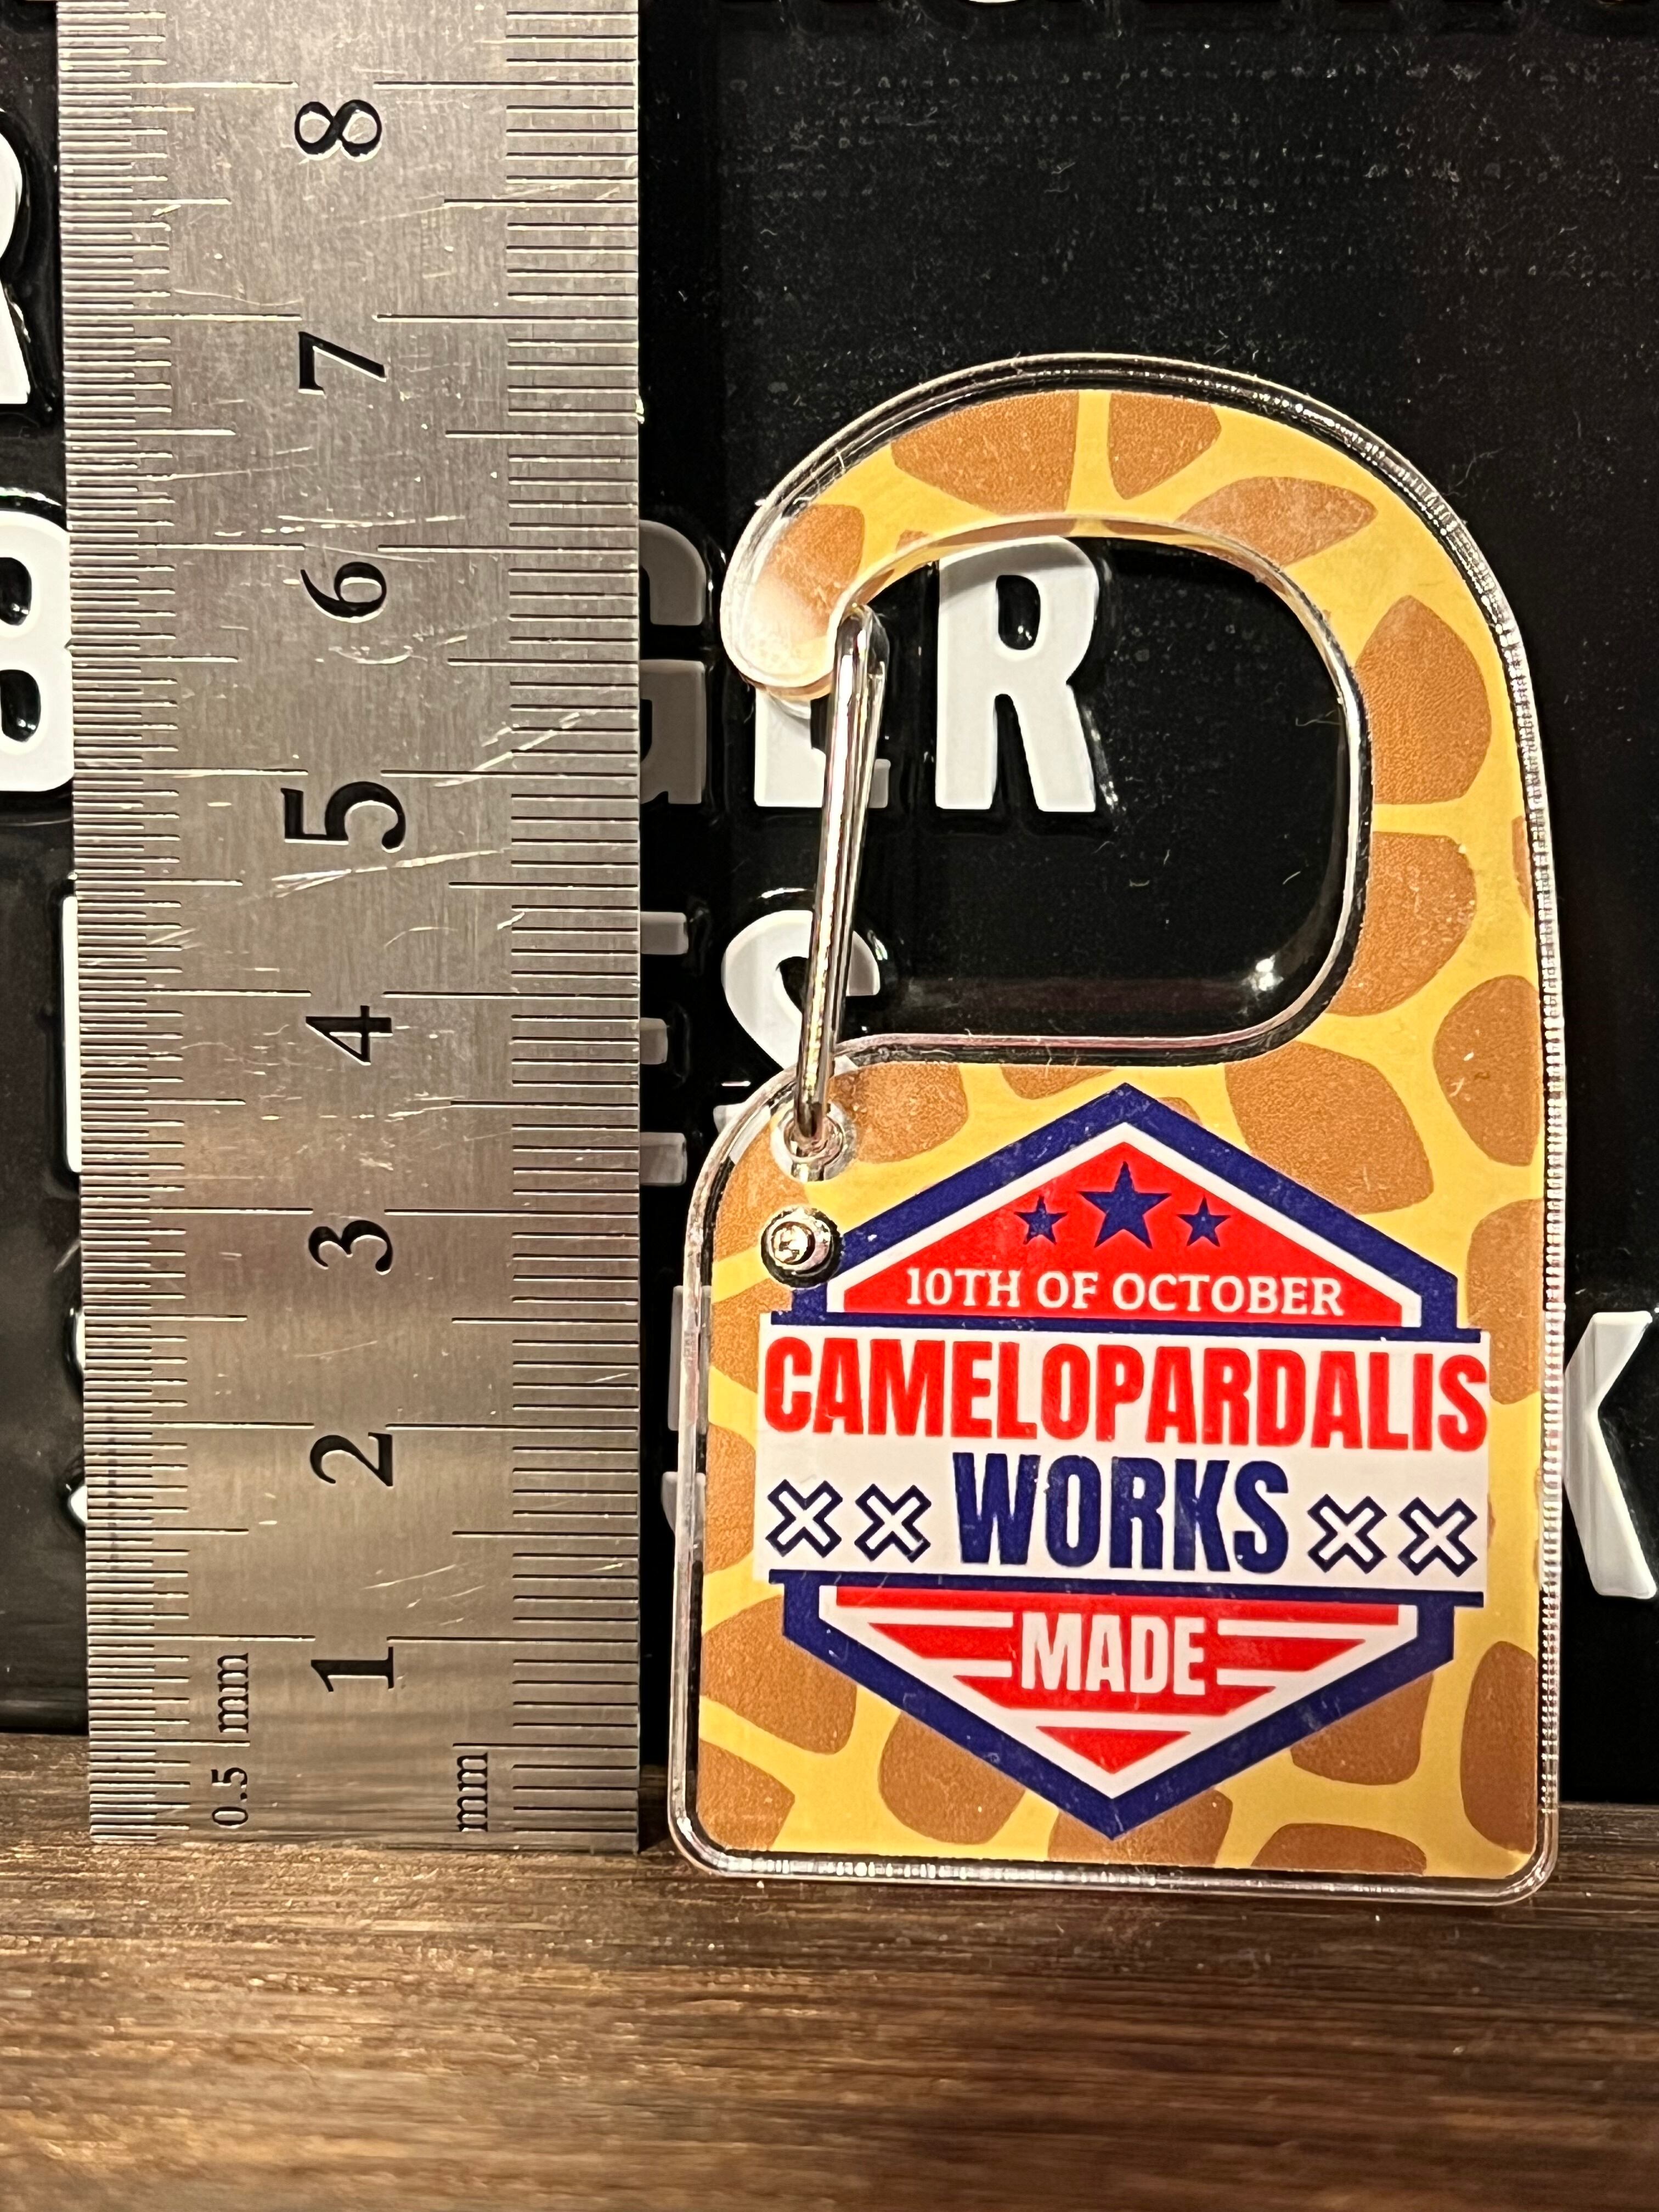 8
7
6
5
4
3
2
1
0.5 mm
mm
10TH OF OCTOBER
CAMELOPARDALIS
WORKS
MADE